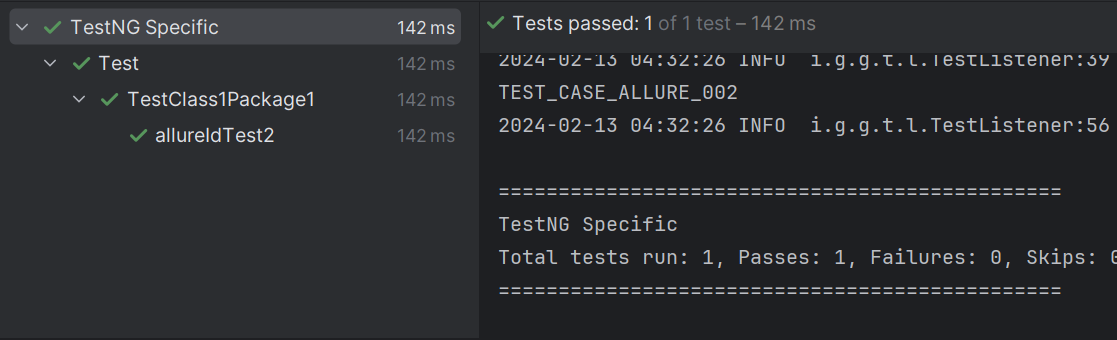 TestNG Specific 142 ms
Test 142 ms
TestClass1Package1 142 ms
allureIdTest2 142 ms
Tests passed: 1 of 1 test – 142 ms
2024-02-13 04:32:26 INFO i.g.g.t.l.TestListener:39
TEST_CASE_ALLURE_002
2024-02-13 04:32:26 INFO i.g.g.t.l.TestListener:56
===============================================
TestNG Specific
Total tests run: 1, Passes: 1, Failures: 0, Skips: 0
===============================================